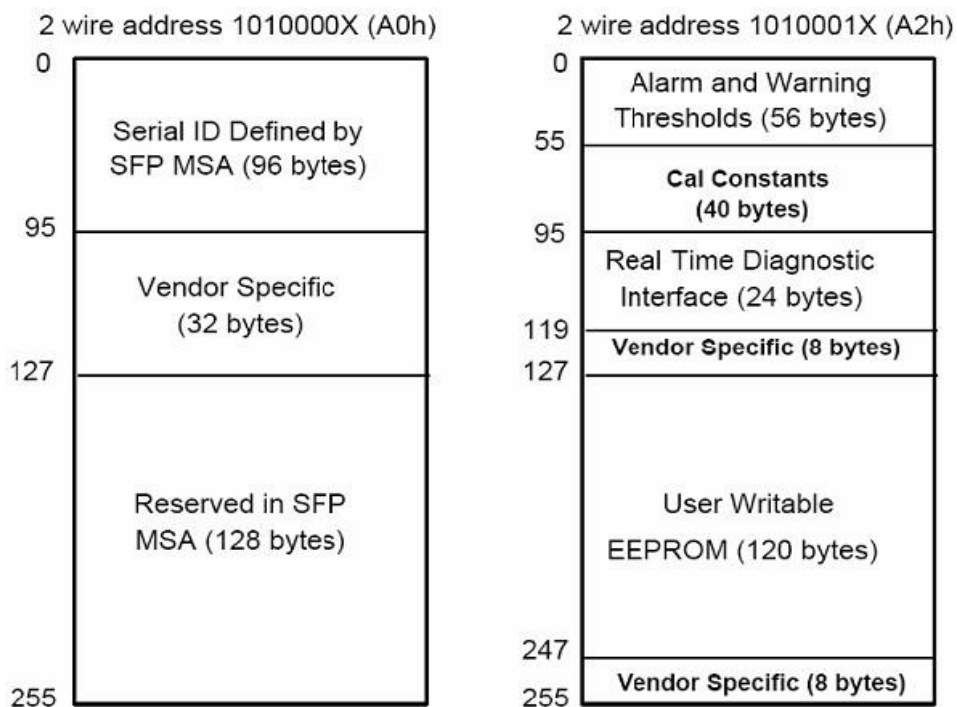 2 wire address 1010000X (A0h)
0
Serial ID Defined by
SFP MSA (96 bytes)
95
Vendor Specific
(32 bytes)
127
Reserved in SFP
MSA (128 bytes)
255
2 wire address 1010001X (A2h)
0
Alarm and Warning
Thresholds (56 bytes)
55
Cal Constants
(40 bytes)
95
Real Time Diagnostic
Interface (24 bytes)
119
Vendor Specific (8 bytes)
127
User Writable
EEPROM (120 bytes)
247
Vendor Specific (8 bytes)
255